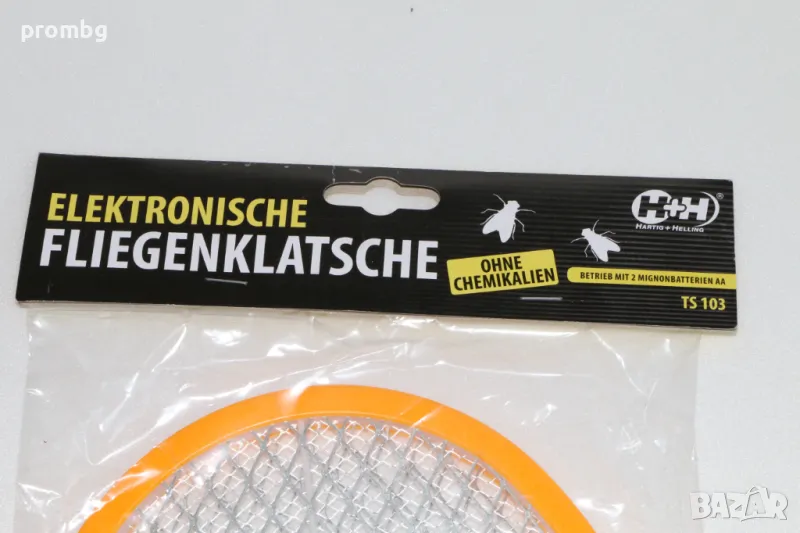 prombg
ELEKTRONISCHE
FLIEGENKLATSCHE
OHNE
CHEMIKALIEN
H+H®
HARTIG + HELLING
BETRIEB MIT 2 MIGNONBATTERIEN AA
TS 103
BAZAR